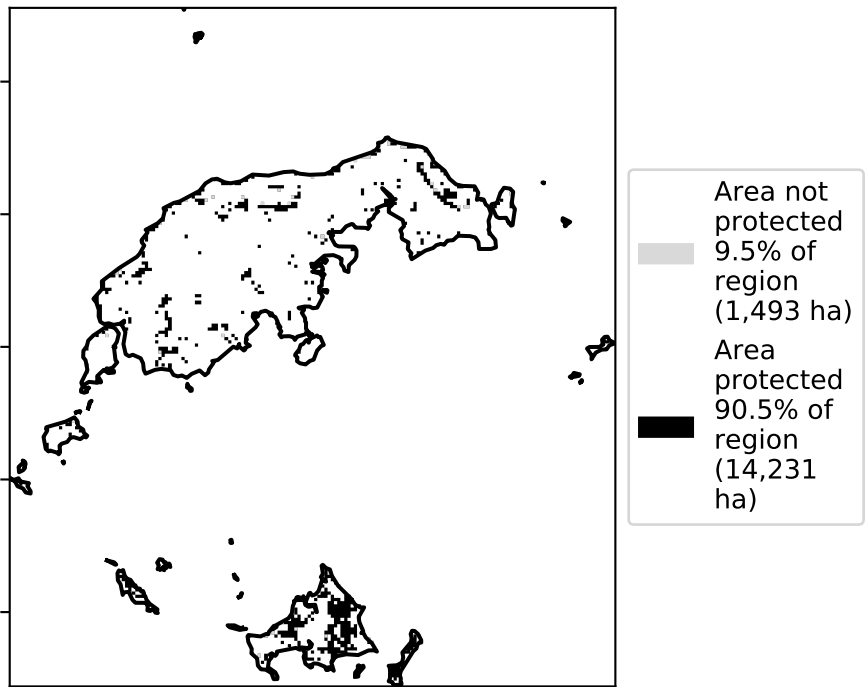 Area not
protected
9.5% of
region
(1,493 ha)
Area
protected
90.5% of
region
(14,231
ha)